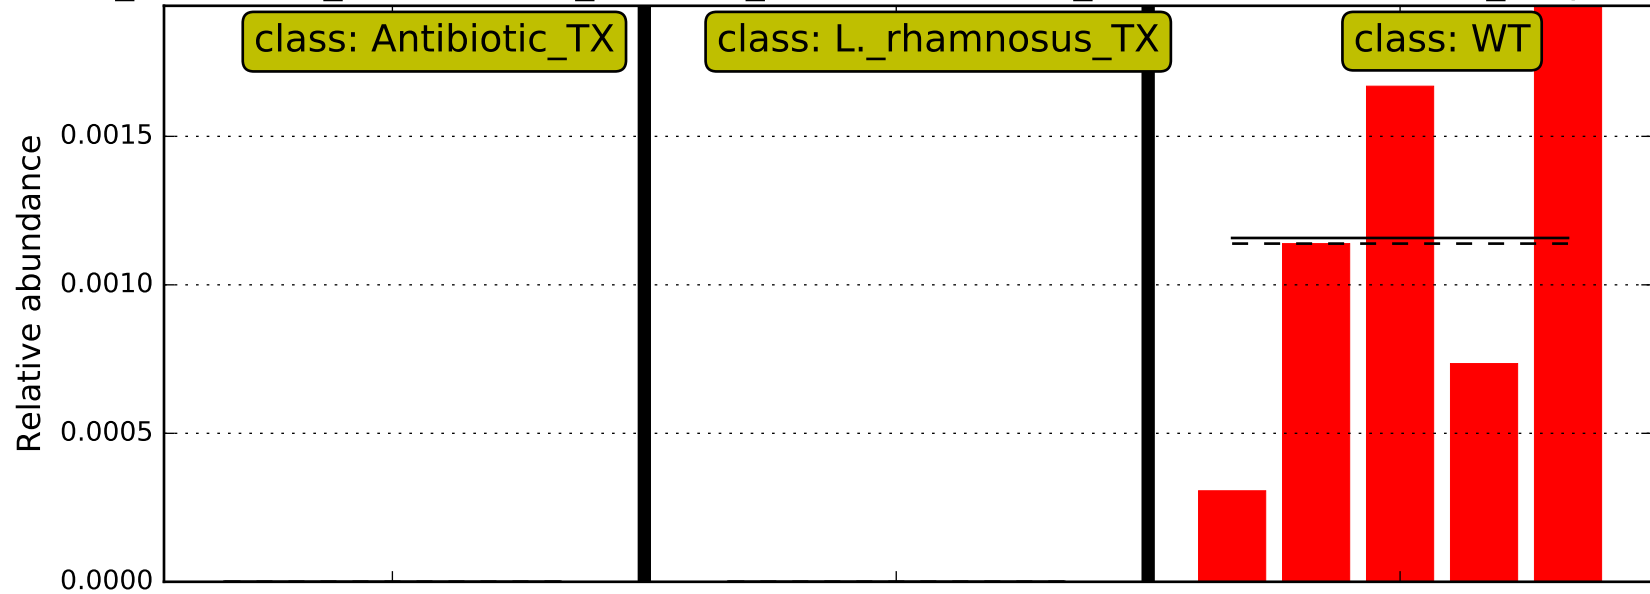 class: Antibiotic_TX
class: L._rhamnosus_TX
class: WT
Relative abundance
0.0015
0.0010
0.0005
0.0000